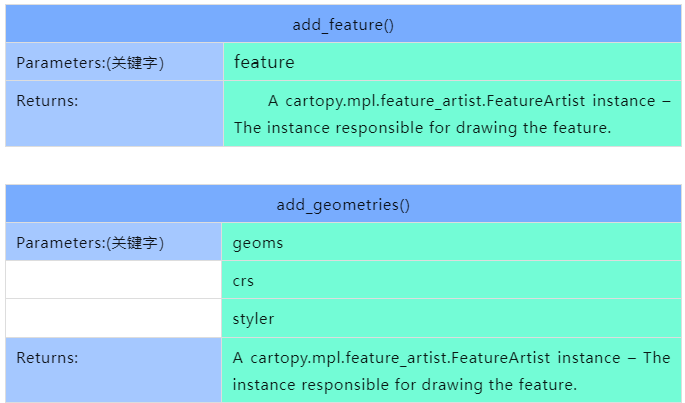 add_feature()
Parameters:(关键字) feature
Returns: A cartopy.mpl.feature_artist.FeatureArtist instance –
The instance responsible for drawing the feature.
add_geometries()
Parameters:(关键字) geoms
crs
styler
Returns: A cartopy.mpl.feature_artist.FeatureArtist instance – The
instance responsible for drawing the feature.